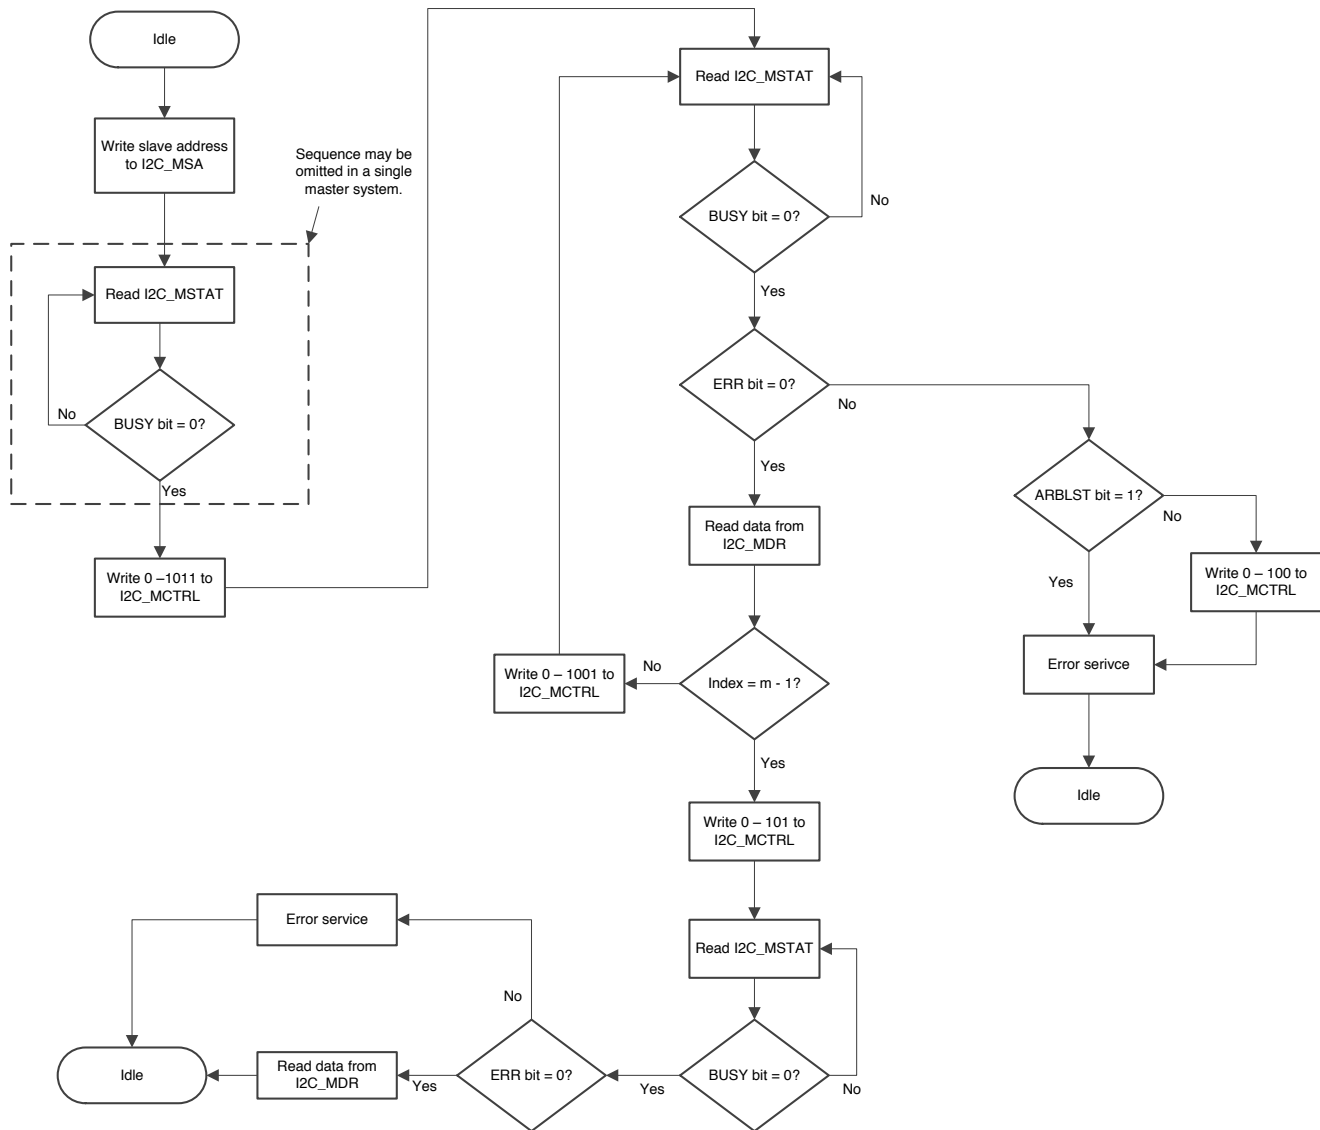 Idle
Write slave address
to I2C_MSA
Sequence may be
omitted in a single
master system.
Read I2C_MSTAT
BUSY bit = 0?
No
Yes
Write 0 –1011 to
I2C_MCTRL
Read I2C_MSTAT
BUSY bit = 0?
No
Yes
ERR bit = 0?
No
Yes
Read data from
I2C_MDR
Index = m - 1?
No
Write 0 – 1001 to
I2C_MCTRL
Yes
Write 0 – 101 to
I2C_MCTRL
Read I2C_MSTAT
BUSY bit = 0?
No
Yes
ERR bit = 0?
No
Error service
Yes
Read data from
I2C_MDR
Idle
ARBLST bit = 1?
No
Write 0 – 100 to
I2C_MCTRL
Yes
Error serivce
Idle